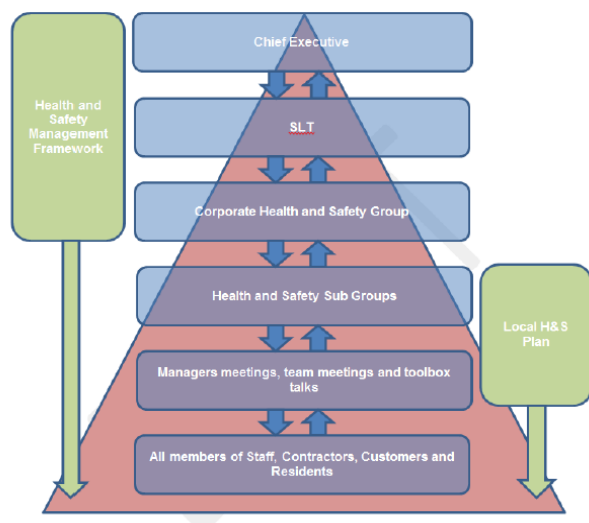 Chief Executive
Health and
Safety
Management
Framework
SLT
Corporate Health and Safety Group
Health and Safety Sub Groups
Local H&S
Plan
Managers meetings, team meetings and toolbox
talks
All members of Staff, Contractors, Customers and
Residents